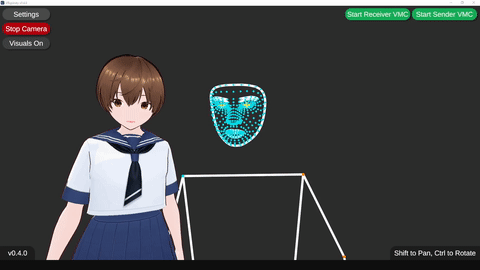 Settings
Start Receiver VMC
Start Sender VMC
Stop Camera
Visuals On
v0.4.0
Shift to Pan, Ctrl to Rotate